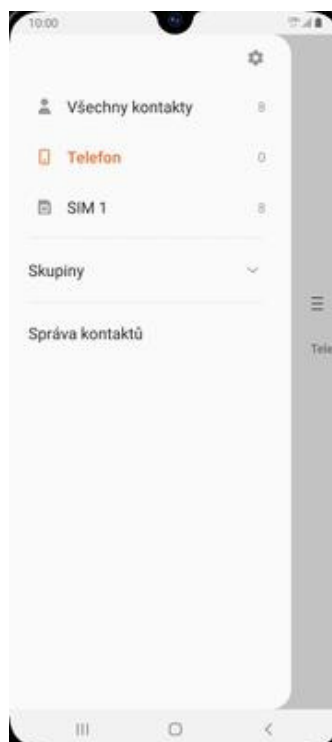 10:00
Všechny kontakty 8
Telefon 0
SIM 1 8
Skupiny
Správa kontaktů
Tele